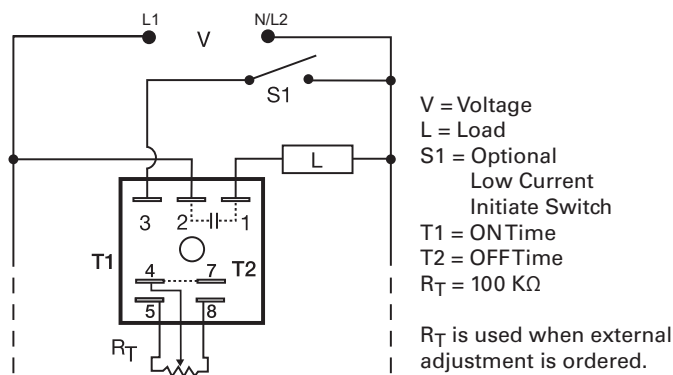 L1 V N/L2
S1
L
3 2 1
T1 4 7 T2
5 8
RT
V = Voltage
L = Load
S1 = Optional
Low Current
Initiate Switch
T1 = ON Time
T2 = OFF Time
RT = 100 KΩ
RT is used when external
adjustment is ordered.